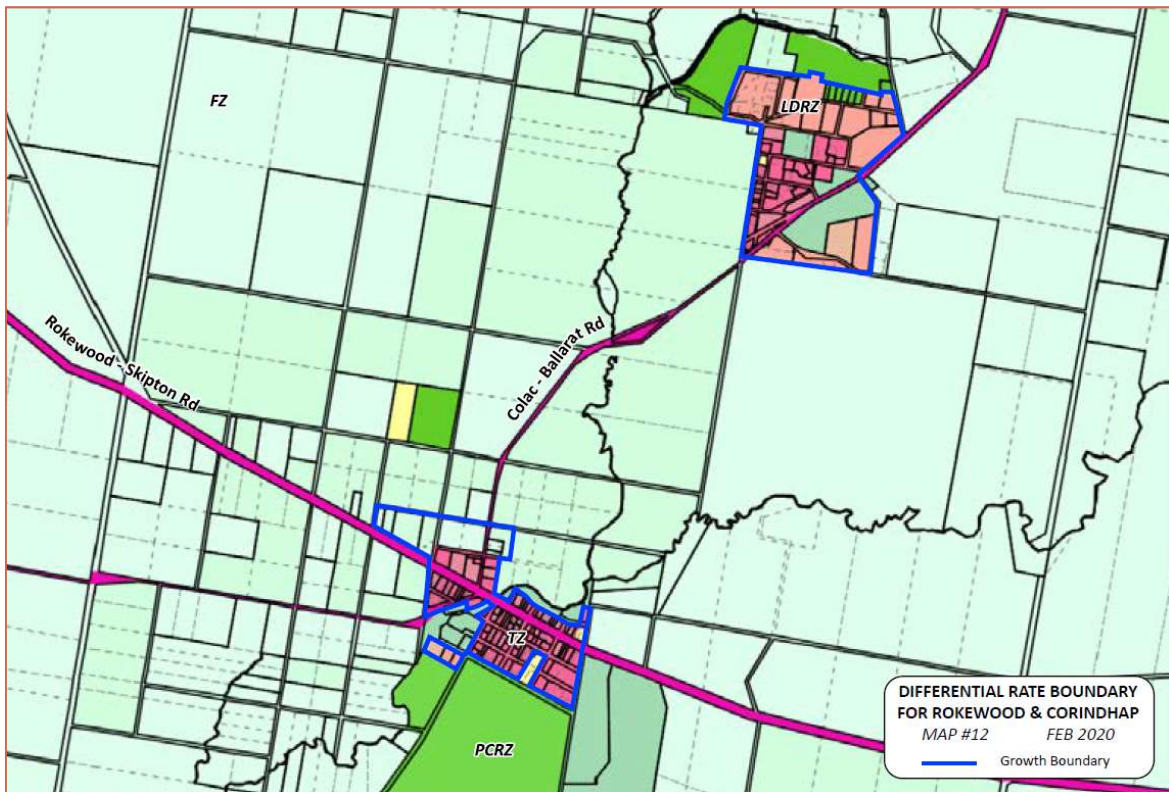 LDRZ
FZ
Rokewood - Skipton Rd
Colac - Ballarat Rd
TZ
PCRZ
DIFFERENTIAL RATE BOUNDARY
FOR ROKEWOOD & CORINDHAP
MAP #12 FEB 2020
Growth Boundary